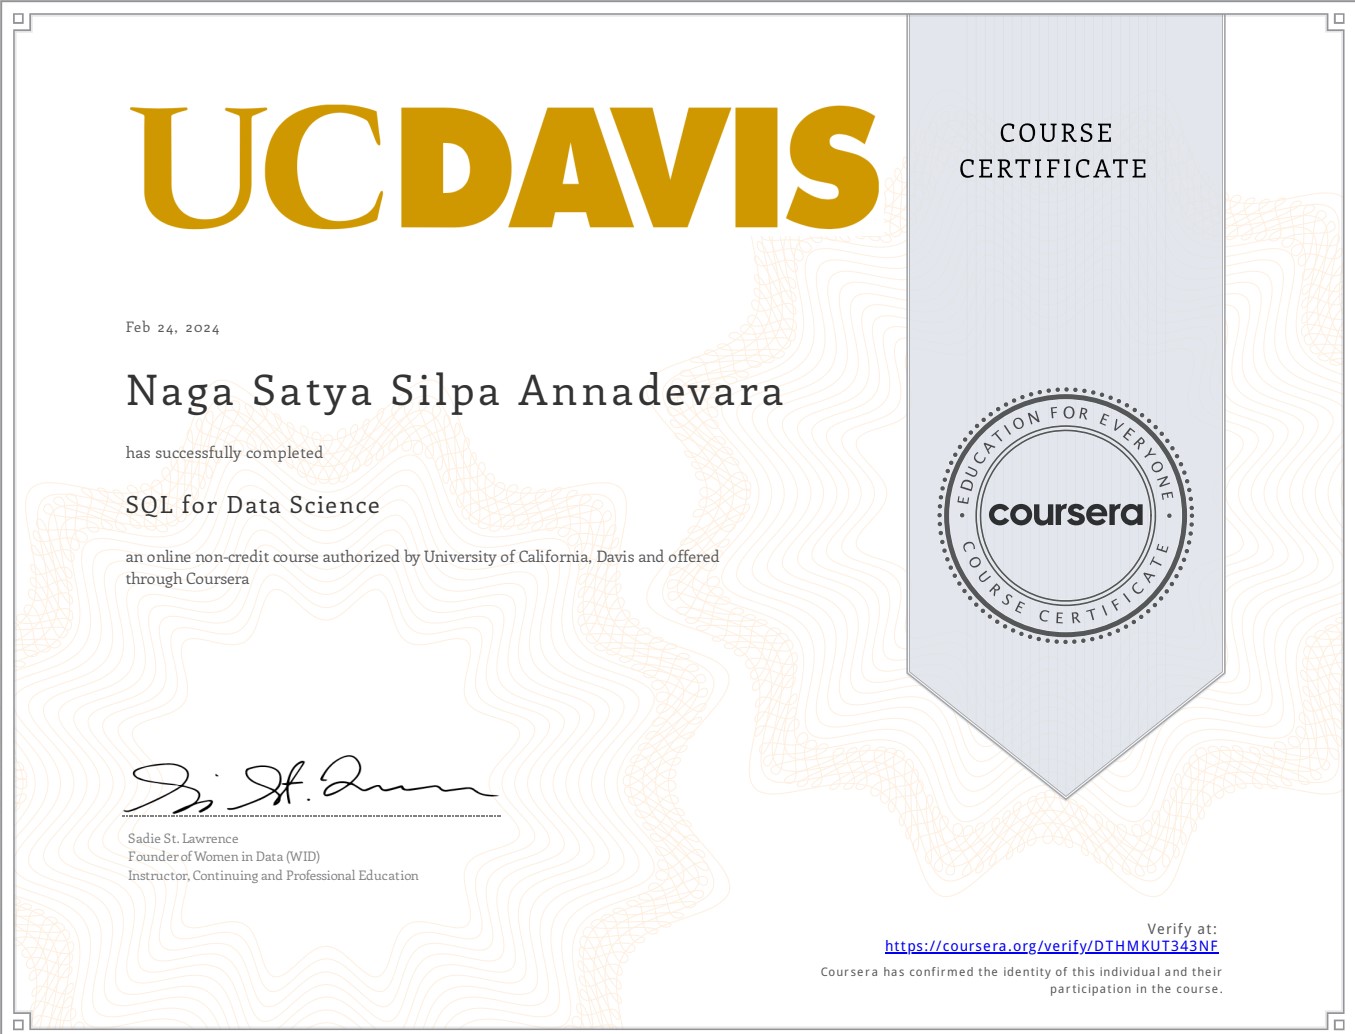 UCDAVIS
COURSE
CERTIFICATE
Feb 24, 2024
Naga Satya Silpa Annadevara
has successfully completed
SQL for Data Science
an online non-credit course authorized by University of California, Davis and offered
through Coursera
EDUCATION FOR EVERYONE
coursera
COURSE CERTIFICATE
Sadie St. Lawrence
Founder of Women in Data (WID)
Instructor, Continuing and Professional Education
Verify at:
https://coursera.org/verify/DTHMKUT343NF
Coursera has confirmed the identity of this individual and their
participation in the course.